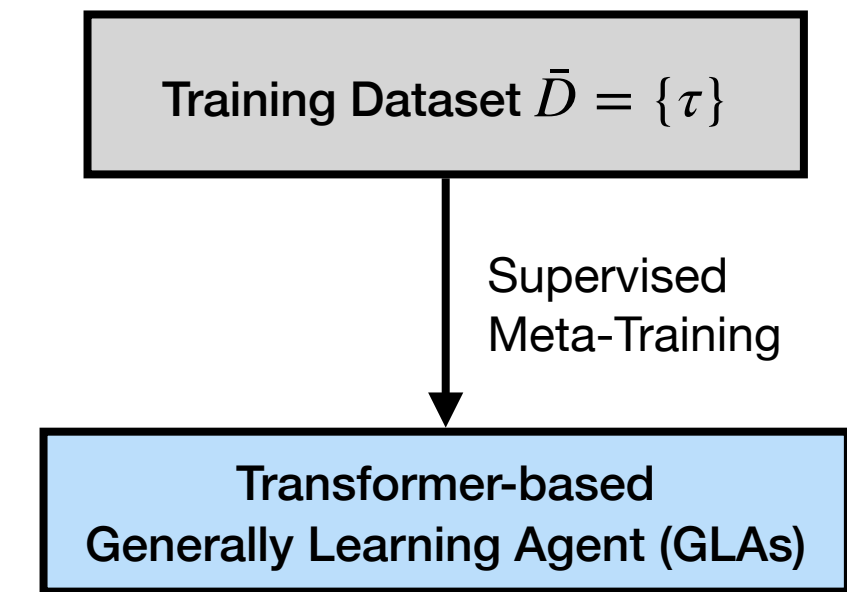 Training Dataset D̄ = {τ}
Supervised
Meta-Training
Transformer-based
Generally Learning Agent (GLAs)